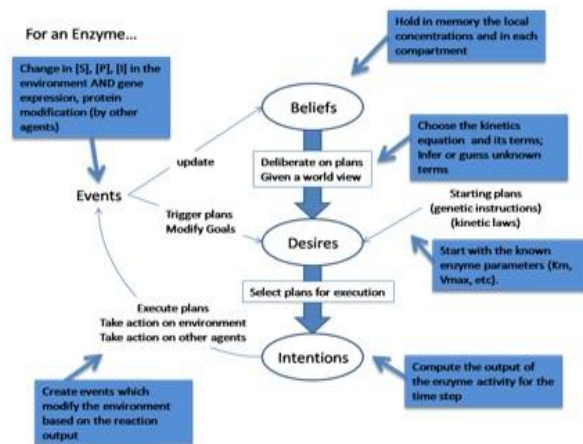 For an Enzyme...
Hold in memory the local
concentrations and in each
compartment
Change in [S], [P], [I] in the
environment AND gene
expression, protein
modification (by other
agents)
Beliefs
update
Deliberate on plans
Given a world view
Choose the kinetics
equation and its terms;
Infer or guess unknown
terms
Events
Trigger plans
Modify Goals
Desires
Starting plans
(genetic instructions)
(kinetic laws)
Start with the known
enzyme parameters (Km,
Vmax, etc).
Select plans for execution
Execute plans
Take action on environment
Take action on other agents
Intentions
Create events which
modify the environment
based on the reaction
output
Compute the output of
the enzyme activity for the
time step